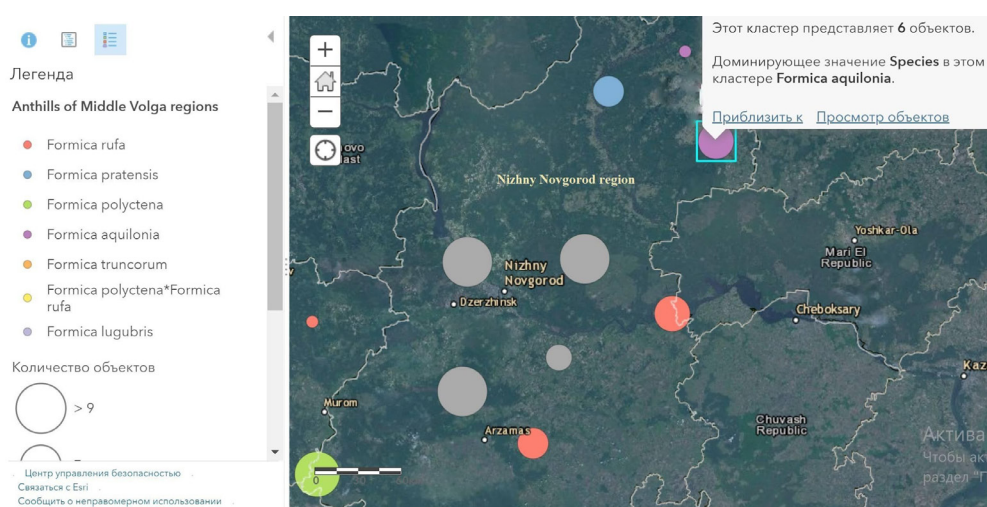 Легенда
Anthills of Middle Volga regions
Formica rufa
Formica pratensis
Formica polyctena
Formica aquilonia
Formica truncorum
Formica polyctena*Formica
rufa
Formica lugubris
Количество объектов
> 9
Центр управления безопасностью
Связаться с Esri
Сообщить о неправомерном использовании
Этот кластер представляет 6 объектов.
Доминирующее значение Species в этом
кластере Formica aquilonia.
Приблизить к Просмотр объектов
Nizhny Novgorod region
Yoshkar-Ola
Mari El
Republic
Nizhny
Novgorod
Dzerzhinsk
Cheboksary
Kaz
Murom
Arzamas
Chuvash
Republic
Актива
Чтобы ак
раздел "П
0